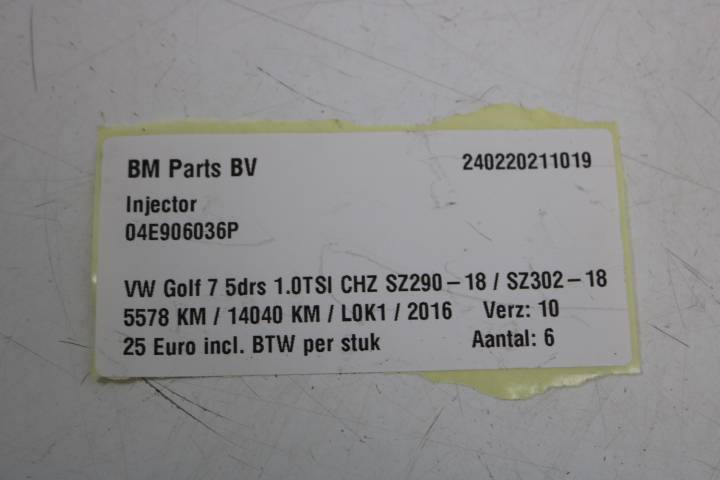 BM Parts BV 240220211019
Injector
04E906036P
VW Golf 7 5drs 1.0TSI CHZ SZ290-18 / SZ302-18
5578 KM / 14040 KM / L0K1 / 2016 Verz: 10
25 Euro incl. BTW per stuk Aantal: 6